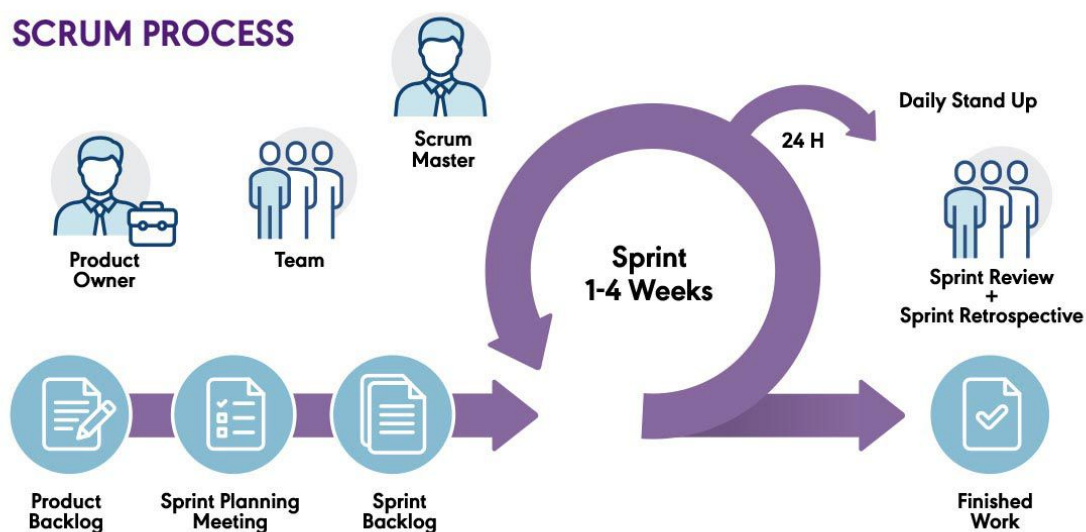 SCRUM PROCESS
Scrum
Master
Product
Owner
Team
Daily Stand Up
24 H
Sprint
1-4 Weeks
Sprint Review
+
Sprint Retrospective
Product
Backlog
Sprint Planning
Meeting
Sprint
Backlog
Finished
Work